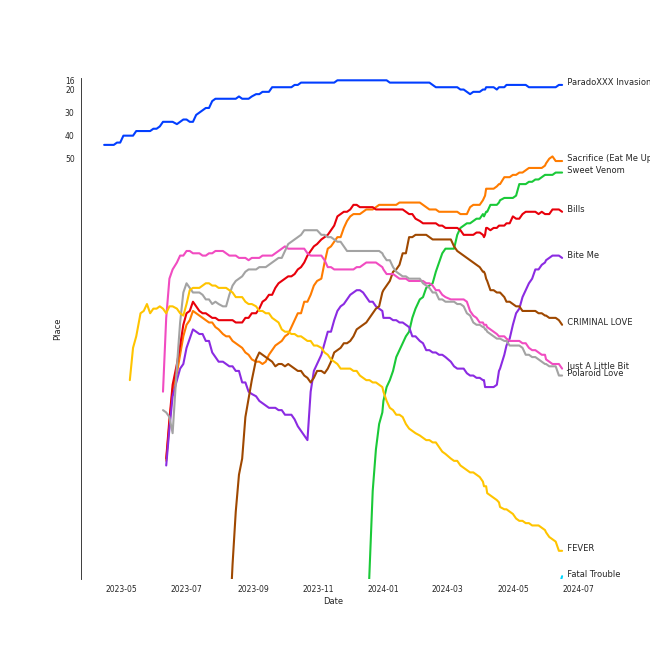 16
20
30
40
50
Place
ParadoXXX Invasion
Sacrifice (Eat Me Up
Sweet Venom
Bills
Bite Me
CRIMINAL LOVE
Just A Little Bit
Polaroid Love
FEVER
Fatal Trouble
2023-05 2023-07 2023-09 2023-11 2024-01 2024-03 2024-05 2024-07
Date